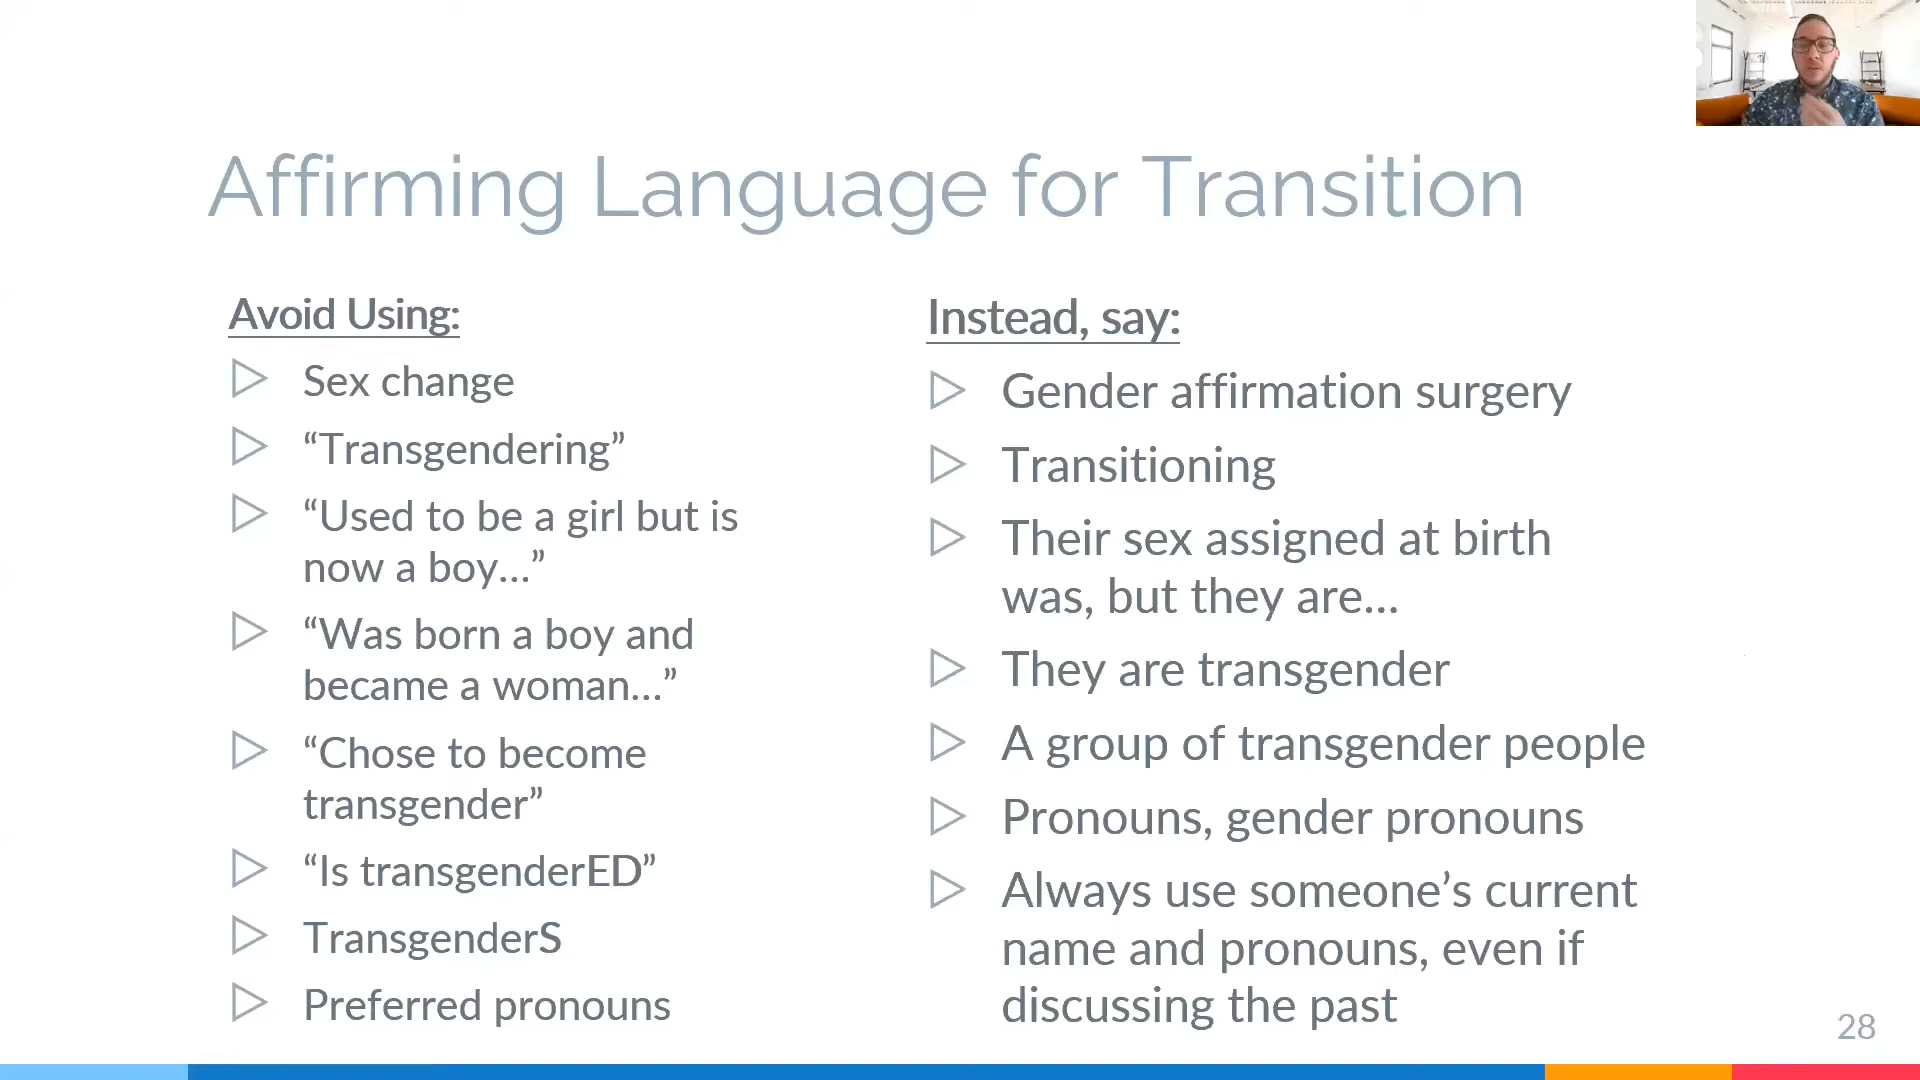 Affirming Language for Transition
Avoid Using:
Sex change
“Transgendering”
“Used to be a girl but is
now a boy...”
“Was born a boy and
became a woman...”
“Chose to become
transgender”
“Is transgenderED”
TransgenderS
Preferred pronouns
Instead, say:
Gender affirmation surgery
Transitioning
Their sex assigned at birth
was, but they are...
They are transgender
A group of transgender people
Pronouns, gender pronouns
Always use someone’s current
name and pronouns, even if
discussing the past
28